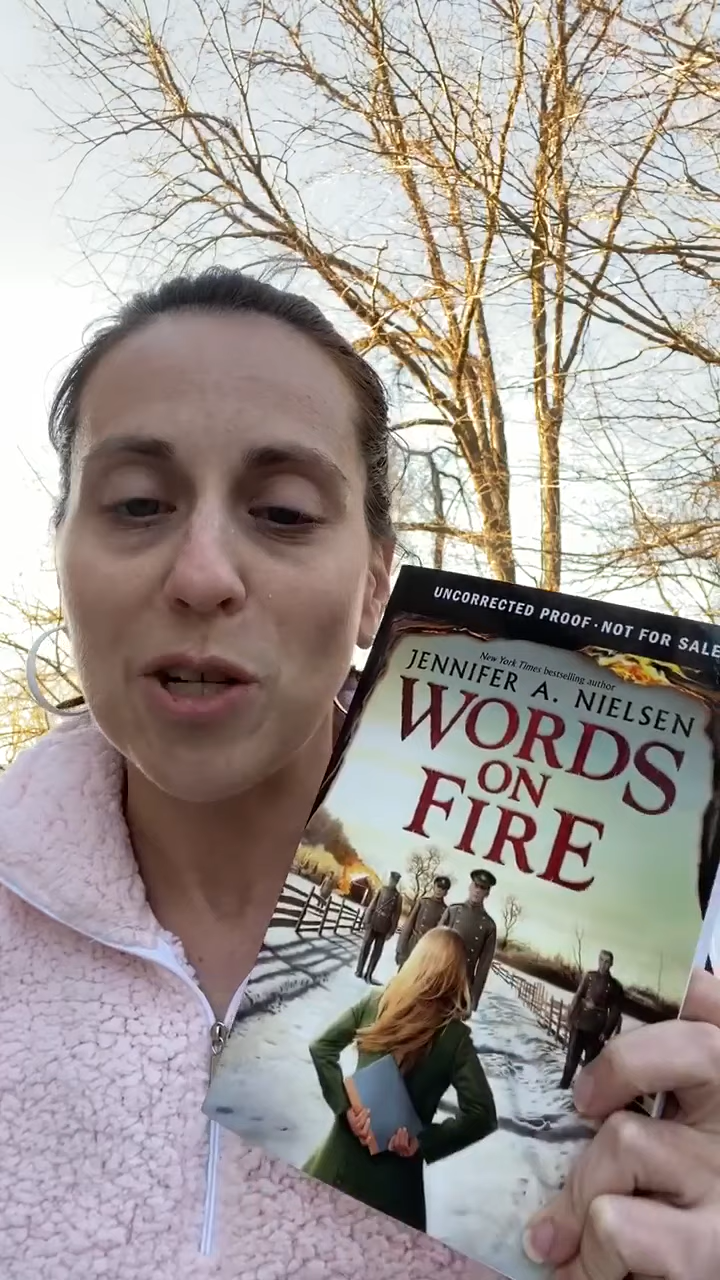 UNCORRECTED PROOF · NOT FOR SALE
New York Times bestselling author
JENNIFER A. NIELSEN
WORDS
ON
FIRE